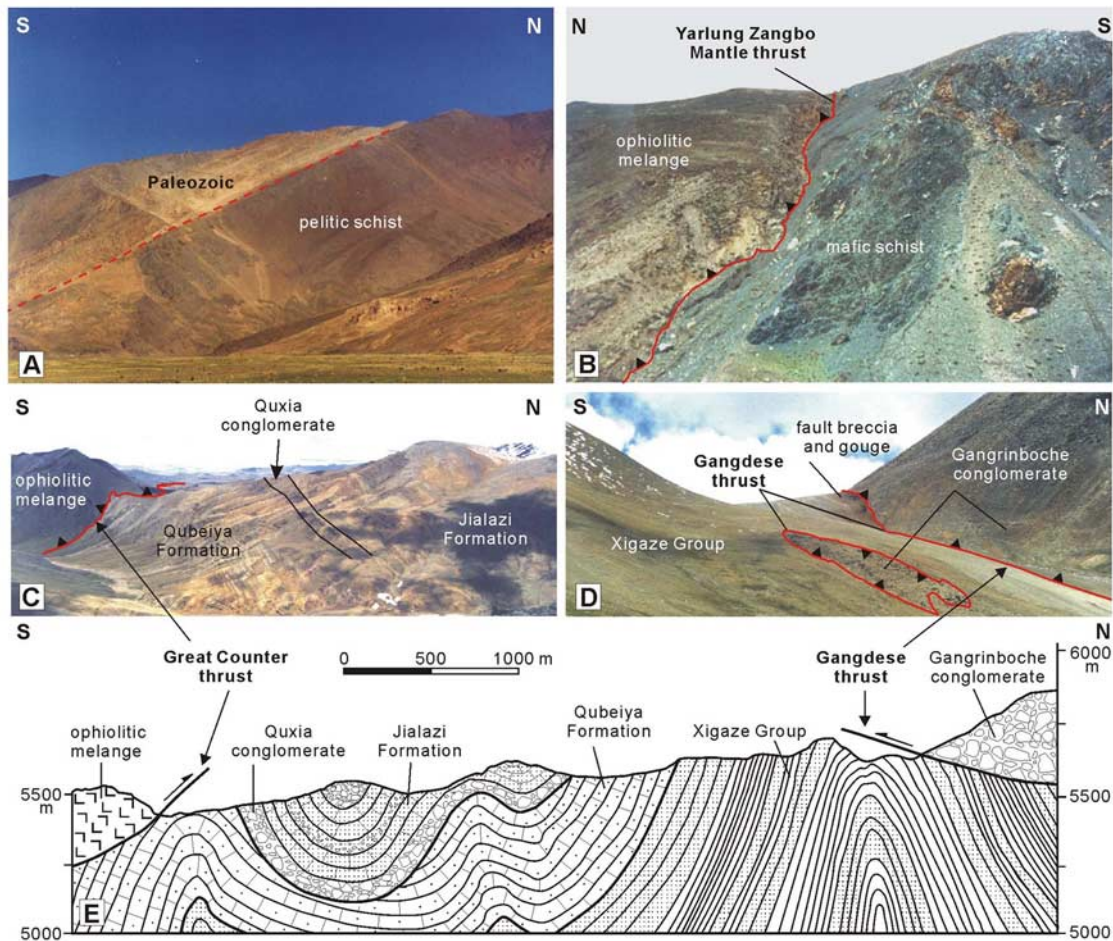 S
N
Paleozoic
pelitic schist
A
N
S
Yarlung Zangbo
Mantle thrust
ophiolitic
melange
mafic schist
B
S
N
Quxia
conglomerate
ophiolitic
melange
Qubeiya
Formation
Jialazi
Formation
C
S
N
fault breccia
and gouge
Gangdese
thrust
Gangrinboche
conglomerate
Xigaze Group
D
S
N
Great Counter
thrust
0 500 1000 m
Gangdese
thrust
Gangrinboche
conglomerate
6000
m
ophiolitic
melange
Quxia
conglomerate
Jialazi
Formation
Qubeiya
Formation
Xigaze Group
5500
m
5500
E
5000
5000